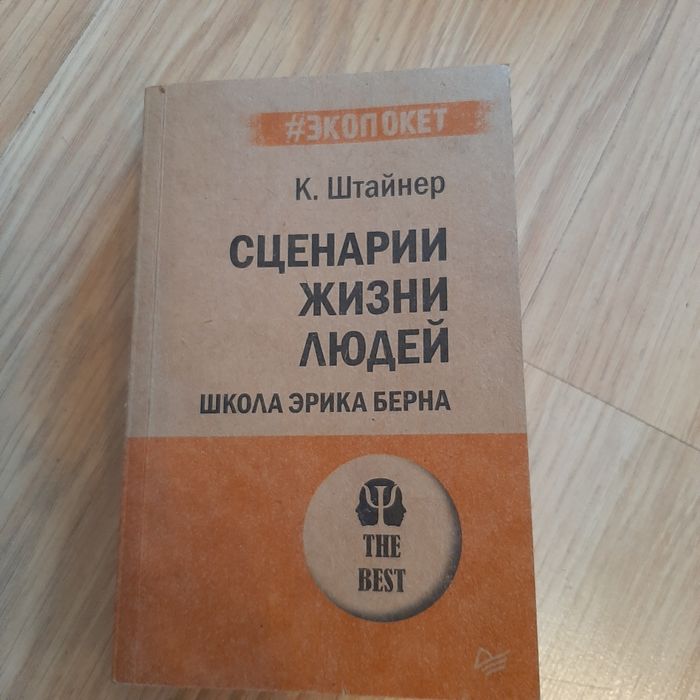 #ЭКОПОКЕТ
К. Штайнер
СЦЕНАРИИ
ЖИЗНИ
ЛЮДЕЙ
ШКОЛА ЭРИКА БЕРНА
THE
BEST